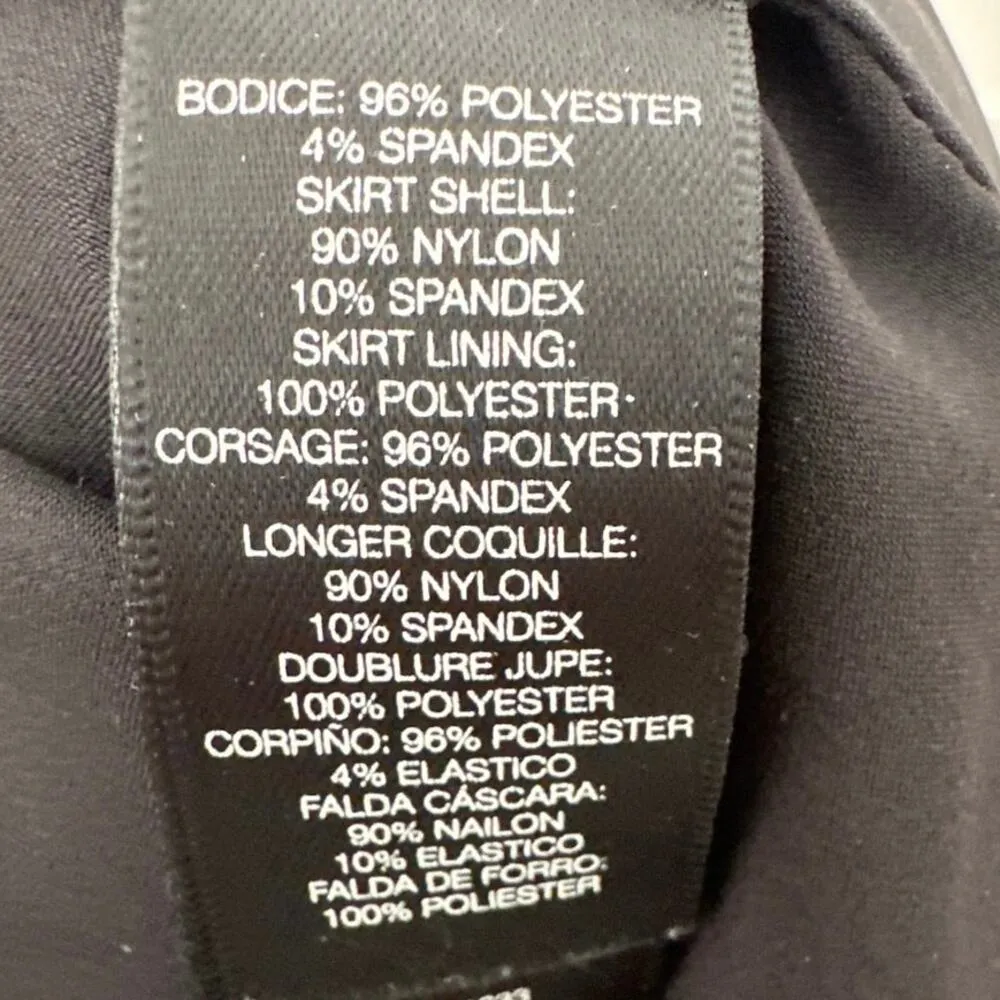 BODICE: 96% POLYESTER
4% SPANDEX
SKIRT SHELL:
90% NYLON
10% SPANDEX
SKIRT LINING:
100% POLYESTER
CORSAGE: 96% POLYESTER
4% SPANDEX
LONGER COQUILLE:
90% NYLON
10% SPANDEX
DOUBLURE JUPE:
100% POLYESTER
CORPIÑO: 96% POLIESTER
4% ELASTICO
FALDA CÁSCARA:
90% NAILON
10% ELASTICO
FALDA DE FORRO:
100% POLIESTER